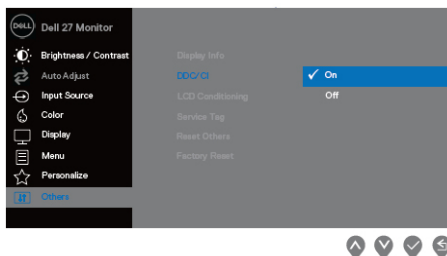 DELL
Dell 27 Monitor
Brightness / Contrast
Auto Adjust
Input Source
Color
Display
Menu
Personalize
Others
Display Info
DDC/CI
LCD Conditioning
Service Tag
Reset Others
Factory Reset
On
Off